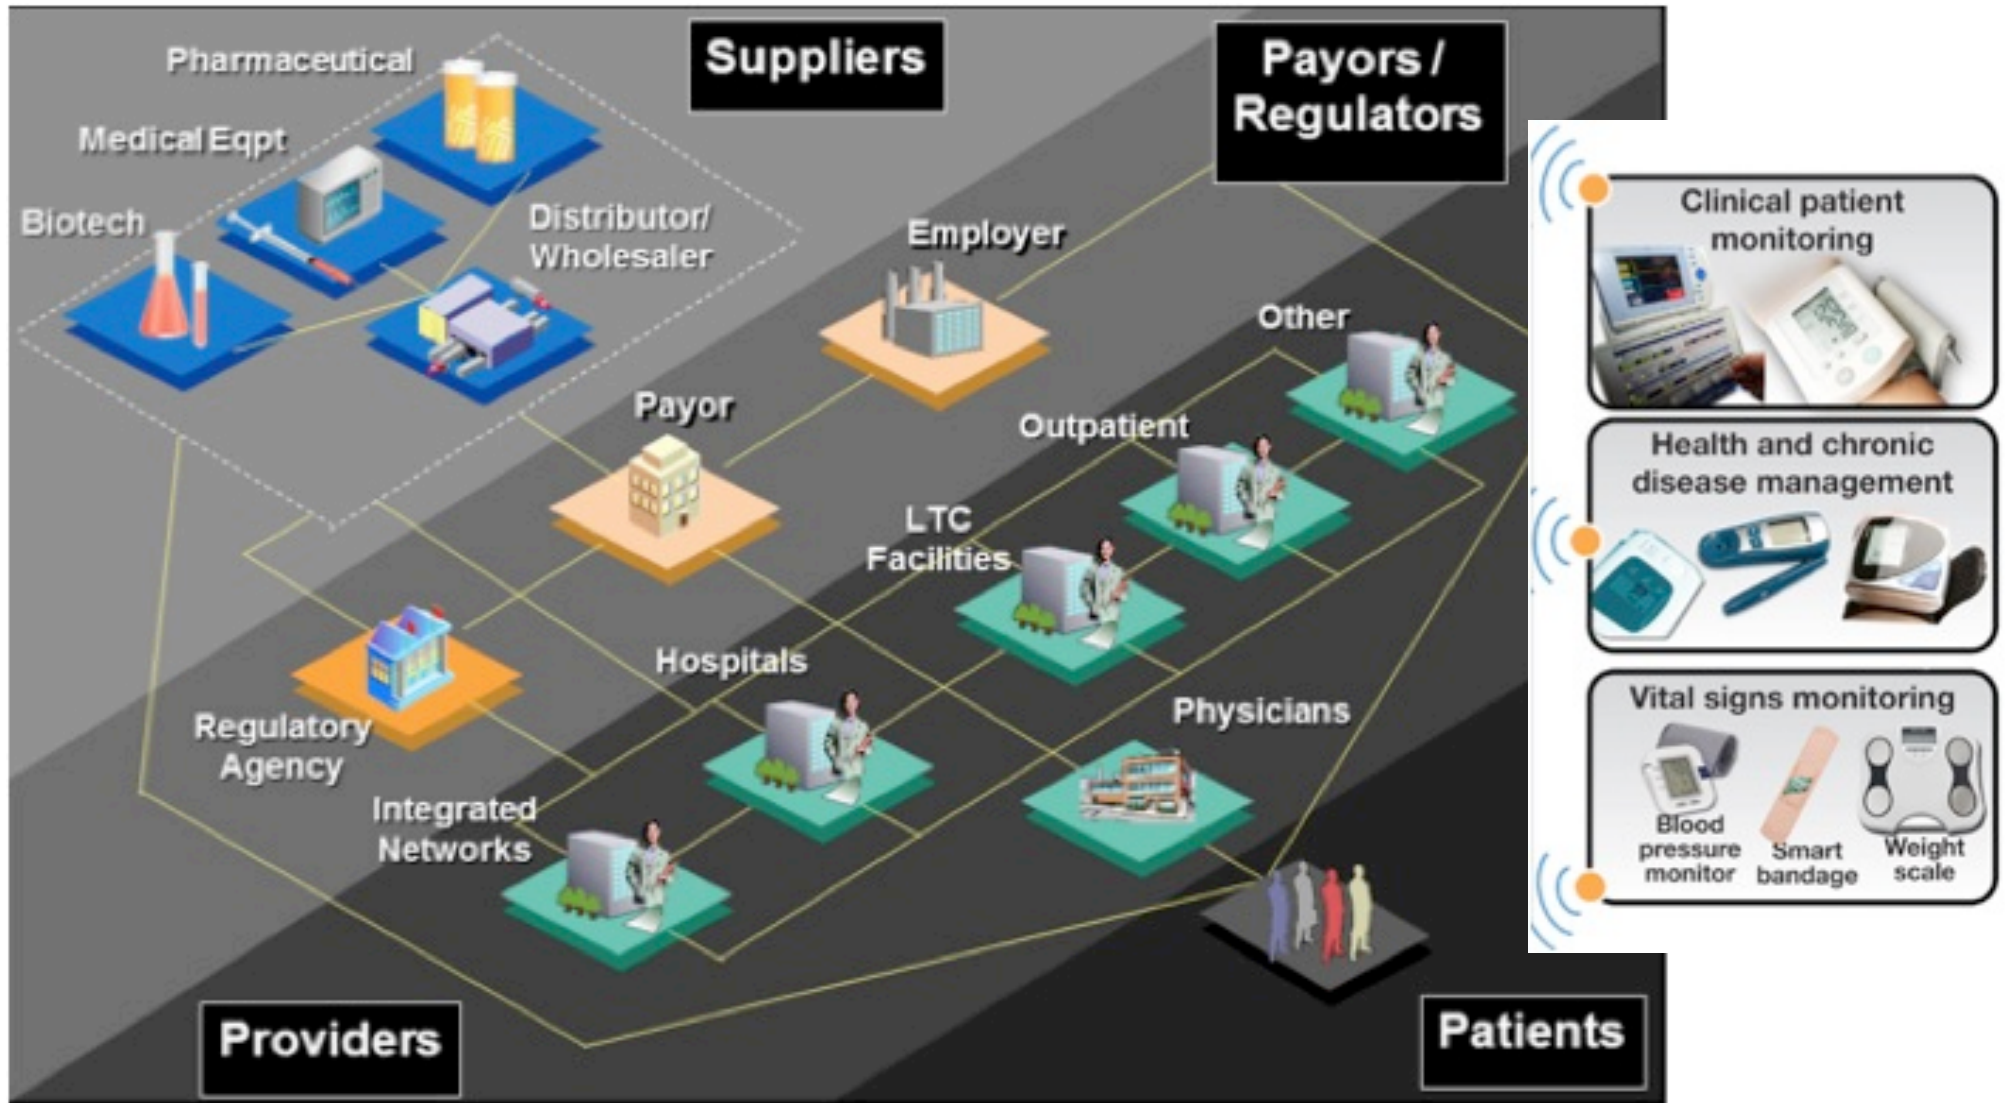 Suppliers
Payors /
Regulators
Pharmaceutical
Medical Eqpt
Biotech
Distributor/
Wholesaler
Employer
Other
Payor
Outpatient
LTC
Facilities
Hospitals
Physicians
Regulatory
Agency
Integrated
Networks
Providers
Patients
Clinical patient
monitoring
Health and chronic
disease management
Vital signs monitoring
Blood
pressure
monitor
Smart
bandage
Weight
scale